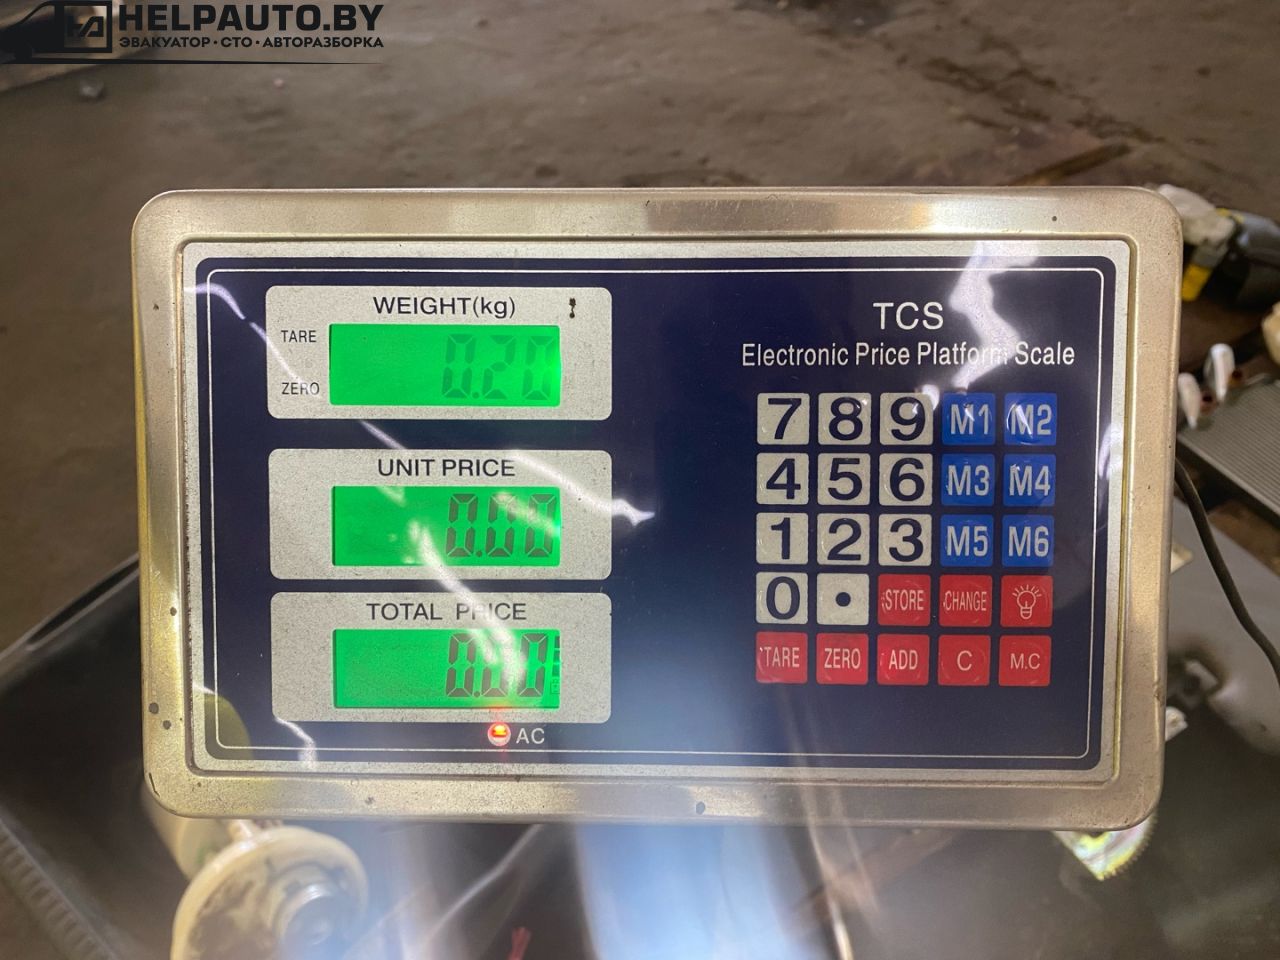 HELPAUTO.BY
ЭВАКУАТОР·СТО·АВТОРАЗБОРКА
WEIGHT(kg)
TARE
0.20
ZERO
UNIT PRICE
0.00
TOTAL PRICE
0.00
AC
TCS
Electronic Price Platform Scale
7 8 9 M1 M2
4 5 6 M3 M4
1 2 3 M5 M6
0 • STORE CHANGE
TARE ZERO ADD C M.C